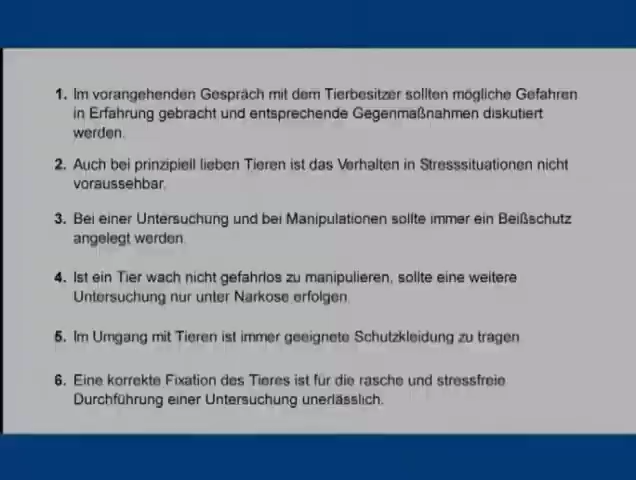 1. Im vorangehenden Gespräch mit dem Tierbesitzer sollten mögliche Gefahren
in Erfahrung gebracht und entsprechende Gegenmaßnahmen diskutiert
werden.
2. Auch bei prinzipiell lieben Tieren ist das Verhalten in Stresssituationen nicht
voraussehbar.
3. Bei einer Untersuchung und bei Manipulationen sollte immer ein Beißschutz
angelegt werden.
4. Ist ein Tier wach nicht gefahrlos zu manipulieren, sollte eine weitere
Untersuchung nur unter Narkose erfolgen.
5. Im Umgang mit Tieren ist immer geeignete Schutzkleidung zu tragen.
6. Eine korrekte Fixation des Tieres ist für die rasche und stressfreie
Durchführung einer Untersuchung unerlässlich.